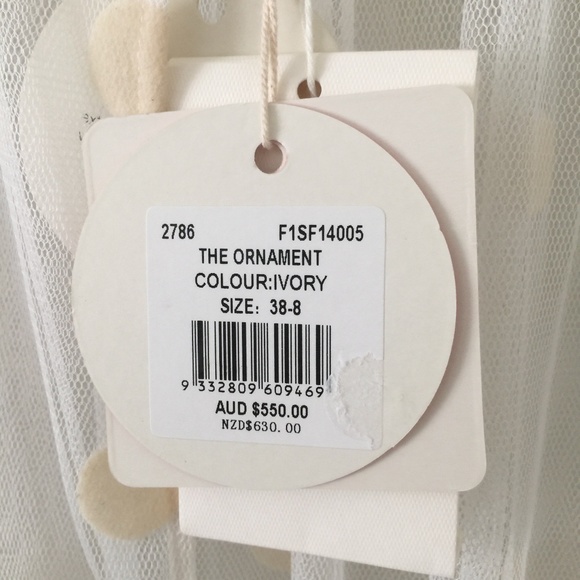 2786 F1SF14005
THE ORNAMENT
COLOUR:IVORY
SIZE: 38-8
9 332809 609469
AUD $550.00
NZD$630.00